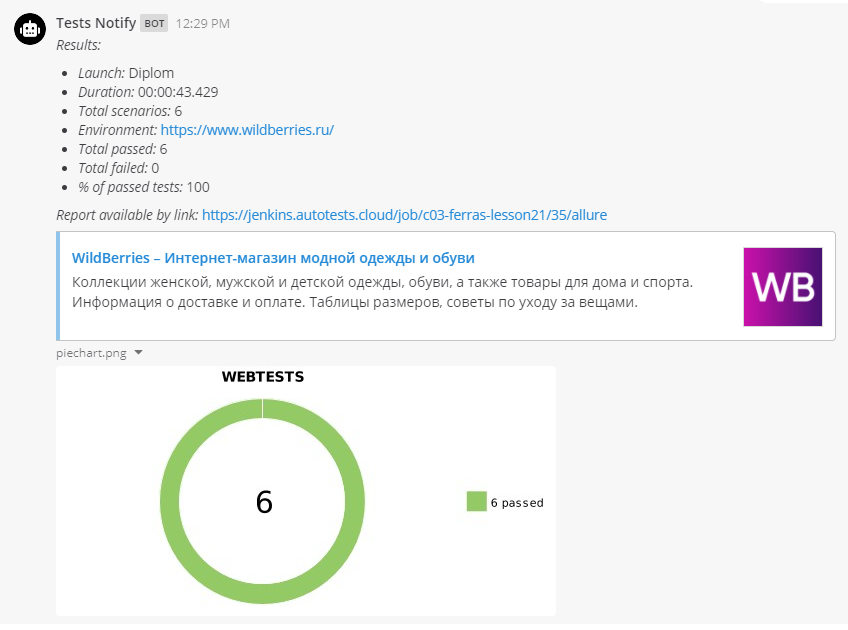 Tests Notify BOT 12:29 PM
Results:
Launch: Diplom
Duration: 00:00:43.429
Total scenarios: 6
Environment: https://www.wildberries.ru/
Total passed: 6
Total failed: 0
% of passed tests: 100
Report available by link: https://jenkins.autotests.cloud/job/c03-ferras-lesson21/35/allure
WildBerries – Интернет-магазин модной одежды и обуви
Коллекции женской, мужской и детской одежды, обуви, а также товары для дома и спорта.
Информация о доставке и оплате. Таблицы размеров, советы по уходу за вещами.
WB
piechart.png
WEBTESTS
6
6 passed